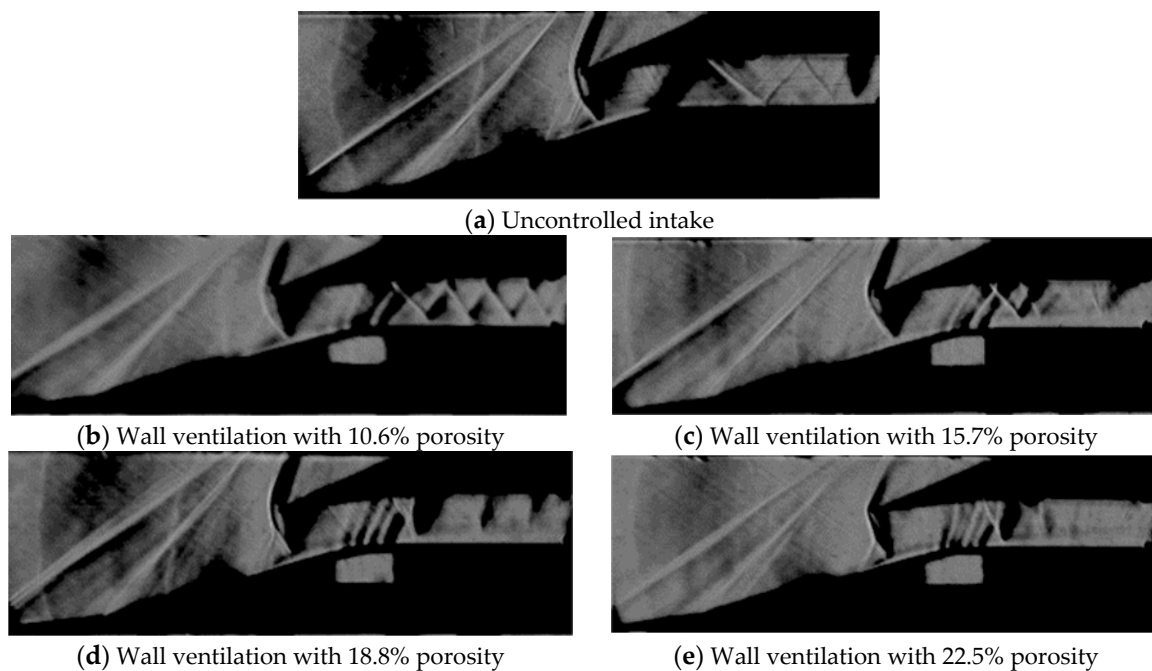 (a) Uncontrolled intake
(b) Wall ventilation with 10.6% porosity
(c) Wall ventilation with 15.7% porosity
(d) Wall ventilation with 18.8% porosity
(e) Wall ventilation with 22.5% porosity